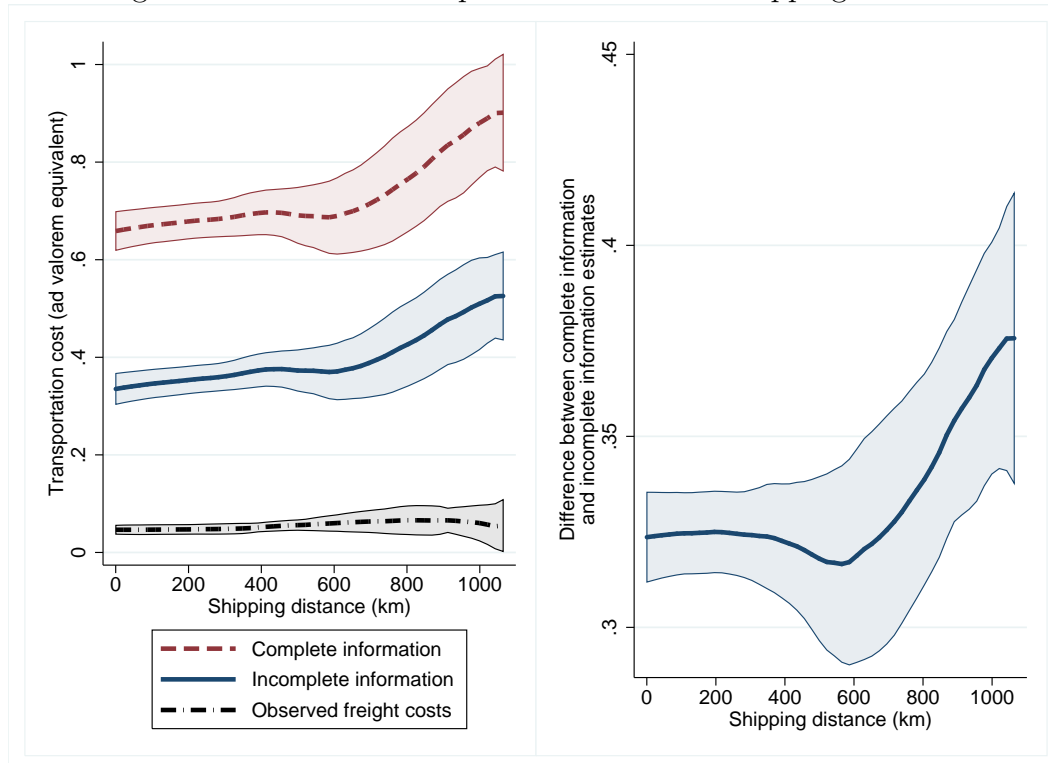 1
.8
.6
.4
.2
0
Transportation cost (ad valorem equivalent)
0 200 400 600 800 1000
Shipping distance (km)
Complete information
Incomplete information
Observed freight costs
.45
.4
.35
.3
Difference between complete information
and incomplete information estimates
0 200 400 600 800 1000
Shipping distance (km)